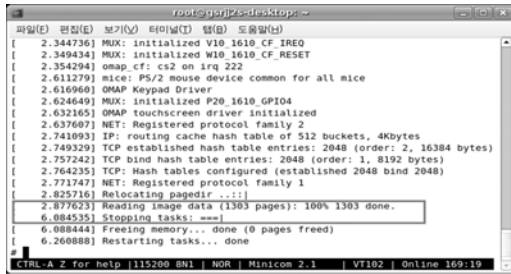 root@gsrjj2s-desktop: ~
파일(F) 편집(E) 보기(V) 터미널(T) 탭(B) 도움말(H)
[ 2.344736] MUX: initialized V10_1610_CF_IREQ
[ 2.349434] MUX: initialized W10_1610_CF_RESET
[ 2.354294] omap_cf: cs2 on irq 222
[ 2.611279] mice: PS/2 mouse device common for all mice
[ 2.616960] OMAP Keypad Driver
[ 2.624649] MUX: initialized P20_1610_GPIO4
[ 2.632165] OMAP touchscreen driver initialized
[ 2.637607] NET: Registered protocol family 2
[ 2.741093] IP: routing cache hash table of 512 buckets, 4Kbytes
[ 2.749329] TCP established hash table entries: 2048 (order: 2, 16384 bytes)
[ 2.757242] TCP bind hash table entries: 2048 (order: 1, 8192 bytes)
[ 2.764235] TCP: Hash tables configured (established 2048 bind 2048)
[ 2.771747] NET: Registered protocol family 1
[ 2.825716] Relocating pagedir ..::|
[ 2.877623] Reading image data (1303 pages): 100% 1303 done.
[ 6.084535] Stopping tasks: ===|
[ 6.088444] Freeing memory... done (0 pages freed)
[ 6.260888] Restarting tasks... done
#
CTRL-A Z for help |115200 8N1 | NOR | Minicom 2.1 | VT102 | Online 169:19